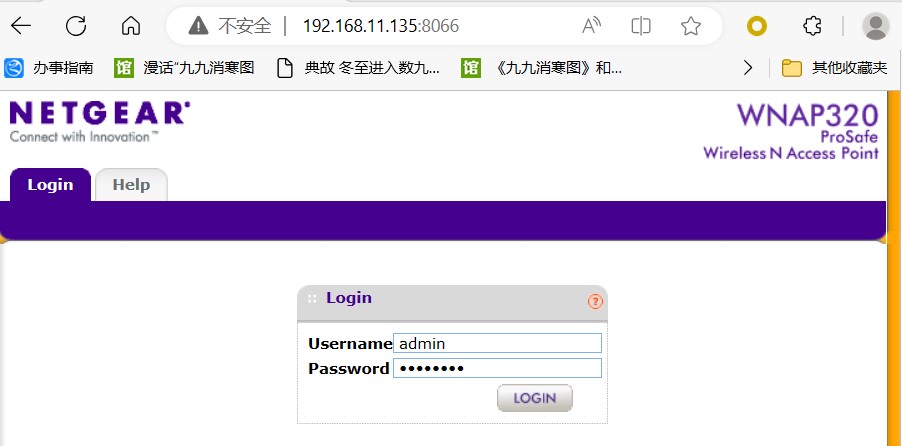 不安全 | 192.168.11.135:8066
办事指南 馆 漫话“九九消寒图” 典故 冬至进入数九... 馆 《九九消寒图》和... 其他收藏夹
NETGEAR
Connect with Innovation™
WNAP320
ProSafe
Wireless N Access Point
Login Help
Login ?
Username admin
Password ••••••••
LOGIN